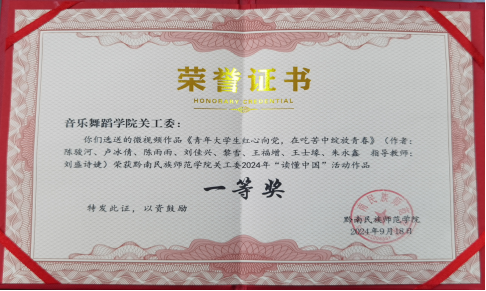 荣誉证书
HONORARY CREDENTIAL
音乐舞蹈学院关工委：
你们选送的微视频作品《青年大学生红心向党，在吃苦中绽放青春》（作者：
陈骏河、卢冰倩、陈雨雨、刘佳兴、黎雪、王福增、王士缘、朱永鑫 指导教师：
刘盛诗婕）荣获黔南民族师范学院关工委2024年“读懂中国”活动作品
一等奖
特发此证，以资鼓励
黔南民族师范学院
2024年9月18日